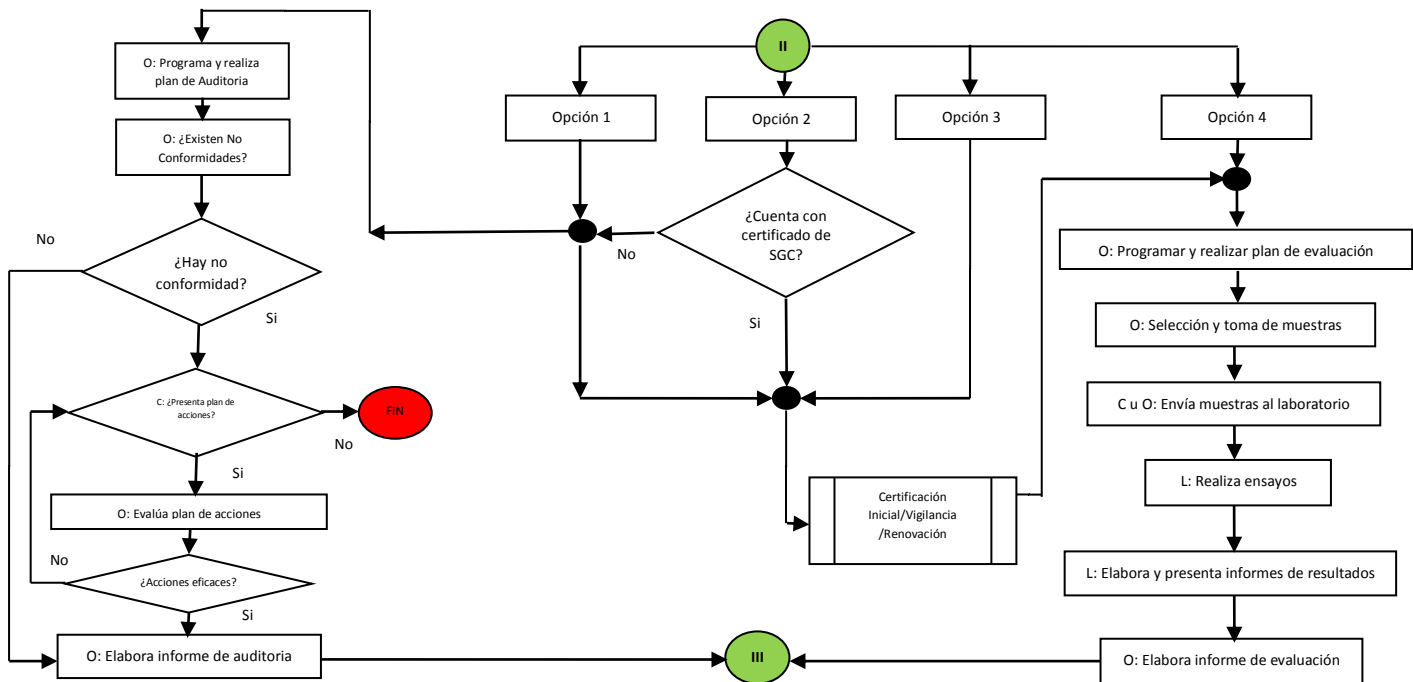 II
O: Programa y realiza
plan de Auditoria
Opción 1
Opción 2
Opción 3
Opción 4
O: ¿Existen No
Conformidades?
¿Cuenta con
certificado de
SGC?
No
No
¿Hay no
conformidad?
Si
Si
O: Programar y realizar plan de evaluación
O: Selección y toma de muestras
C: ¿Presenta plan de
acciones?
FIN
No
Si
C u O: Envía muestras al laboratorio
L: Realiza ensayos
Certificación
Inicial/Vigilancia
/Renovación
O: Evalúa plan de acciones
No
¿Acciones eficaces?
Si
L: Elabora y presenta informes de resultados
O: Elabora informe de auditoria
III
O: Elabora informe de evaluación